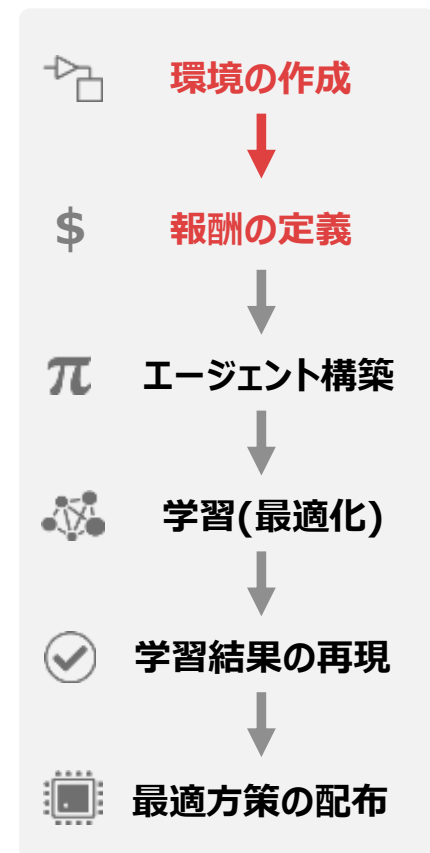 環境の作成
$
報酬の定義
π
エージェント構築
学習(最適化)
学習結果の再現
最適方策の配布